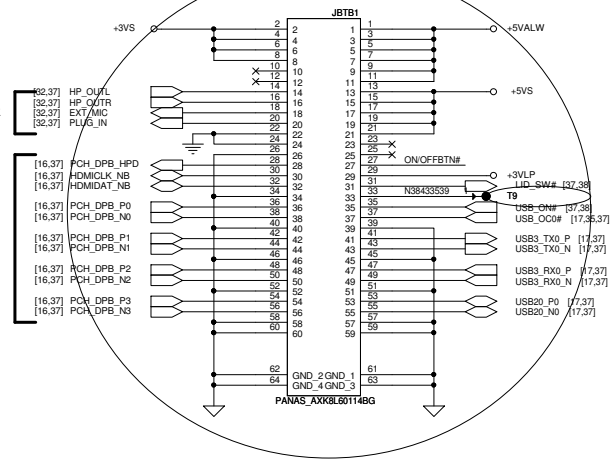 JBTB1
+3VS
2 2 1 1 +5VALW
4 4 3 3
6 6 5 5
8 8 7 7
10 10 9 9
12 12 11 11
[32,37] HP_OUTL 14 14 13 13 +5VS
[32,37] HP_OUTR 16 16 15 15
[32,37] EXT_MIC 18 18 17 17
[32,37] PLUG_IN 20 20 19 19
22 22 21 21
24 24 23 23
26 26 25 25
[16,37] PCH_DPB_HPD 28 28 27 27 ON/OFFBTN#
[16,37] HDMICLK_NB 30 30 29 29 +3VLP
[16,37] HDMIDAT_NB 32 32 31 31 LID_SW# [37,38]
34 34 33 33 N38433539 T9
[16,37] PCH_DPB_P0 36 36 35 35 USB_ON# [37,38]
[16,37] PCH_DPB_N0 38 38 37 37 USB_OC0# [17,35,37]
40 40 39 39
[16,37] PCH_DPB_P1 42 42 41 41 USB3_TX0_P [17,37]
[16,37] PCH_DPB_N1 44 44 43 43 USB3_TX0_N [17,37]
46 46 45 45
[16,37] PCH_DPB_P2 48 48 47 47 USB3_RX0_P [17,37]
[16,37] PCH_DPB_N2 50 50 49 49 USB3_RX0_N [17,37]
52 52 51 51
[16,37] PCH_DPB_P3 54 54 53 53 USB20_P0 [17,37]
[16,37] PCH_DPB_N3 56 56 55 55 USB20_N0 [17,37]
58 58 57 57
60 60 59 59
62 GND_2 GND_1 61
64 GND_4 GND_3 63
PANAS_AXK8L60114BG